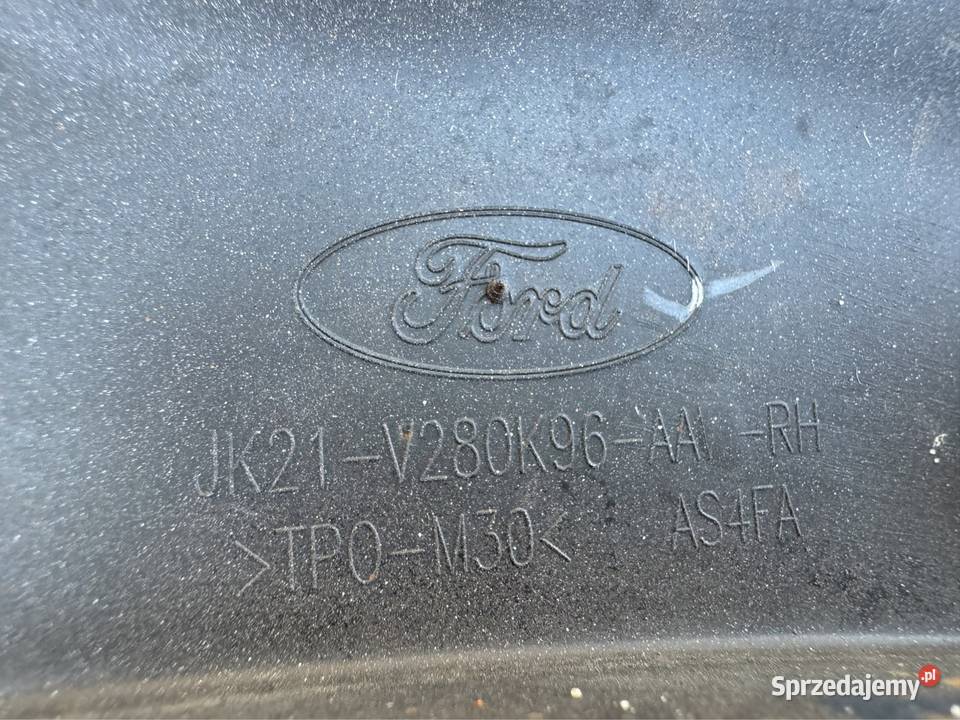 Ford
JK21-V280K96-AA -RH
>TPO-M30< AS4FA
Sprzedajemy.pl